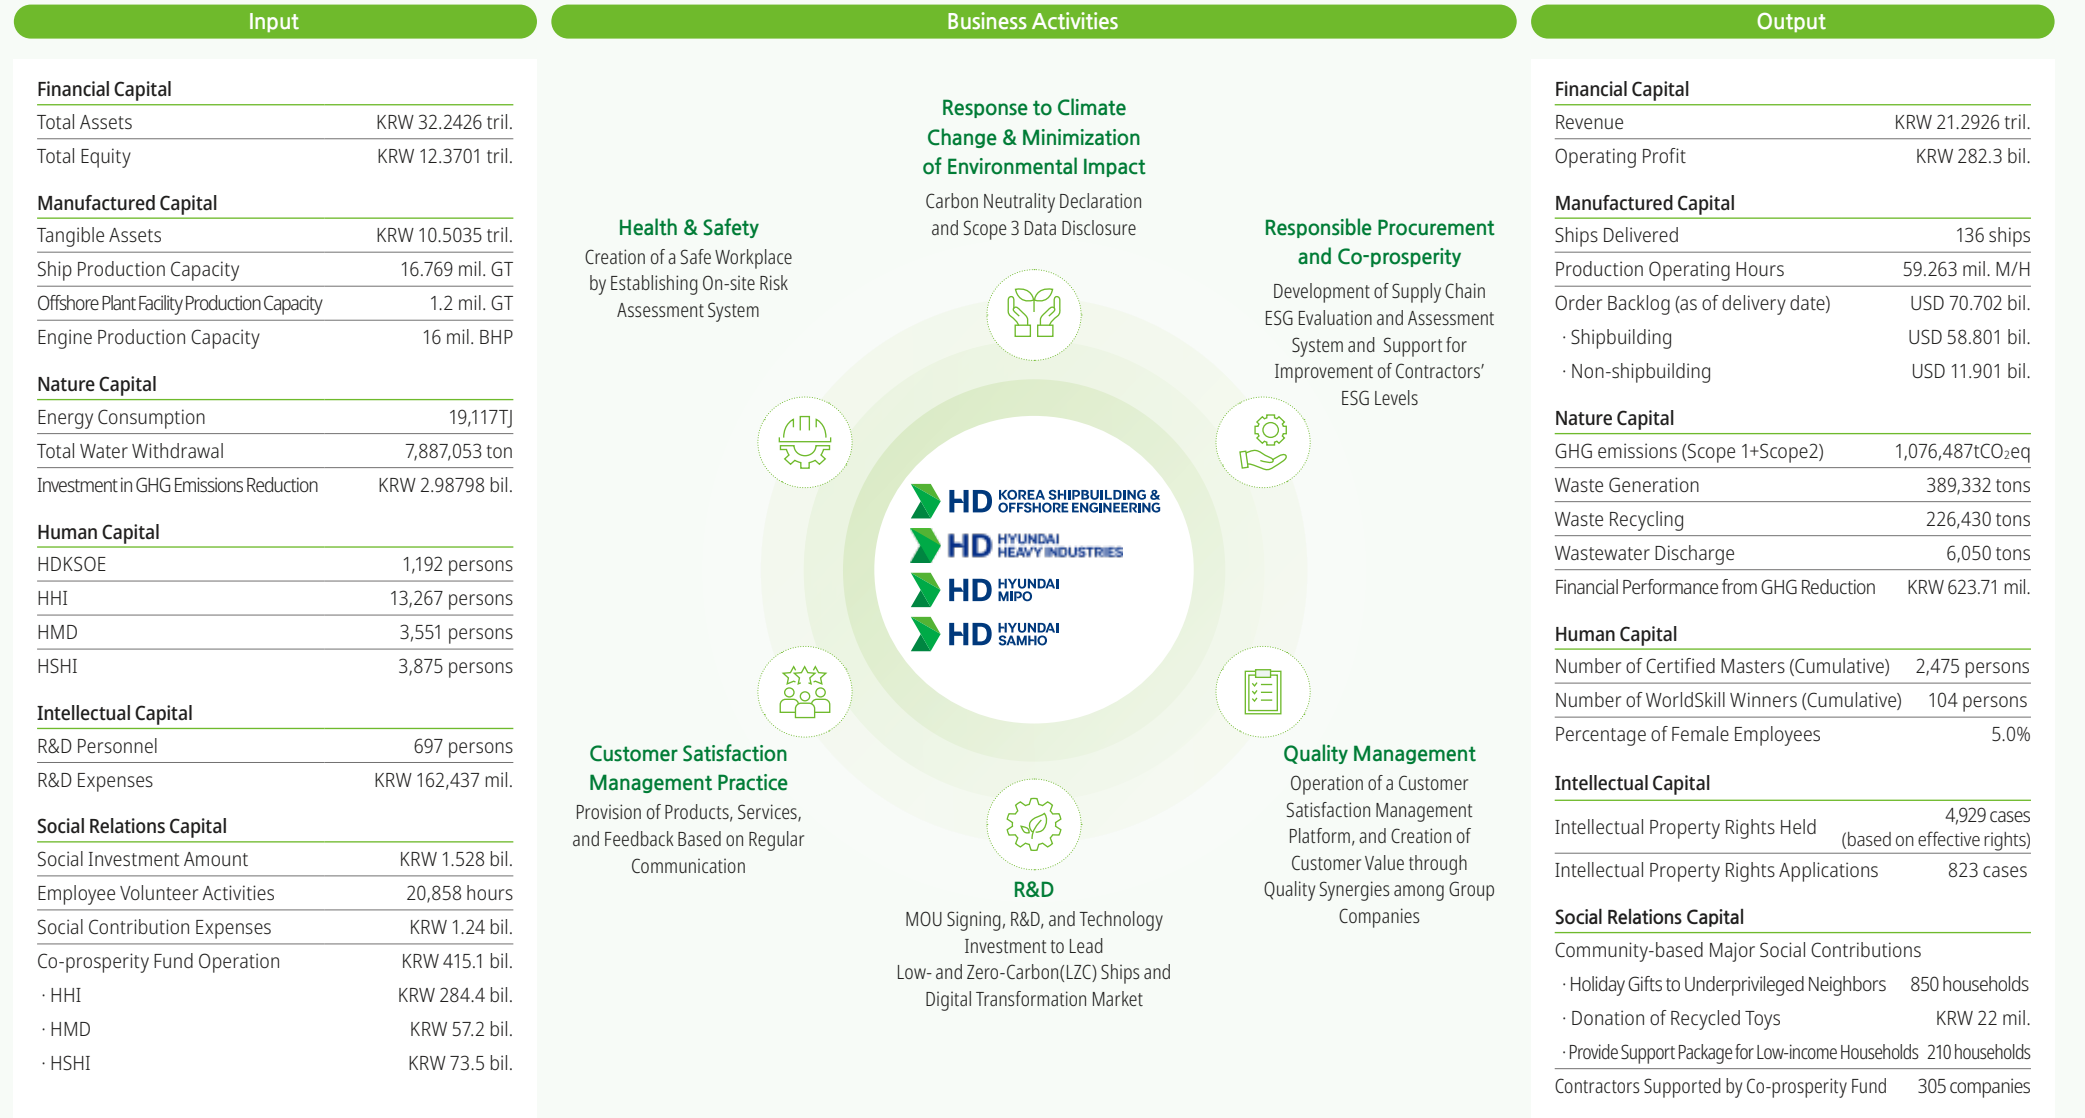 Input
Financial Capital
Total Assets KRW 32.2426 tril.
Total Equity KRW 12.3701 tril.
Manufactured Capital
Tangible Assets KRW 10.5035 tril.
Ship Production Capacity 16.769 mil. GT
Offshore Plant Facility Production Capacity 1.2 mil. GT
Engine Production Capacity 16 mil. BHP
Nature Capital
Energy Consumption 19,117TJ
Total Water Withdrawal 7,887,053 ton
Investment in GHG Emissions Reduction KRW 2.98798 bil.
Human Capital
HDKSOE 1,192 persons
HHI 13,267 persons
HMD 3,551 persons
HSHI 3,875 persons
Intellectual Capital
R&D Personnel 697 persons
R&D Expenses KRW 162,437 mil.
Social Relations Capital
Social Investment Amount KRW 1.528 bil.
Employee Volunteer Activities 20,858 hours
Social Contribution Expenses KRW 1.24 bil.
Co-prosperity Fund Operation KRW 415.1 bil.
· HHI KRW 284.4 bil.
· HMD KRW 57.2 bil.
· HSHI KRW 73.5 bil.
Business Activities
Response to Climate
Change & Minimization
of Environmental Impact
Carbon Neutrality Declaration
and Scope 3 Data Disclosure
Health & Safety
Creation of a Safe Workplace
by Establishing On-site Risk
Assessment System
Responsible Procurement
and Co-prosperity
Development of Supply Chain
ESG Evaluation and Assessment
System and Support for
Improvement of Contractors’
ESG Levels
HD KOREA SHIPBUILDING &
OFFSHORE ENGINEERING
HD HYUNDAI
HEAVY INDUSTRIES
HD HYUNDAI
MIPO
HD HYUNDAI
SAMHO
Customer Satisfaction
Management Practice
Provision of Products, Services,
and Feedback Based on Regular
Communication
R&D
MOU Signing, R&D, and Technology
Investment to Lead
Low- and Zero-Carbon(LZC) Ships and
Digital Transformation Market
Quality Management
Operation of a Customer
Satisfaction Management
Platform, and Creation of
Customer Value through
Quality Synergies among Group
Companies
Output
Financial Capital
Revenue KRW 21.2926 tril.
Operating Profit KRW 282.3 bil.
Manufactured Capital
Ships Delivered 136 ships
Production Operating Hours 59.263 mil. M/H
Order Backlog (as of delivery date) USD 70.702 bil.
· Shipbuilding USD 58.801 bil.
· Non-shipbuilding USD 11.901 bil.
Nature Capital
GHG emissions (Scope 1+Scope2) 1,076,487tCO₂eq
Waste Generation 389,332 tons
Waste Recycling 226,430 tons
Wastewater Discharge 6,050 tons
Financial Performance from GHG Reduction KRW 623.71 mil.
Human Capital
Number of Certified Masters (Cumulative) 2,475 persons
Number of WorldSkill Winners (Cumulative) 104 persons
Percentage of Female Employees 5.0%
Intellectual Capital
Intellectual Property Rights Held 4,929 cases
(based on effective rights)
Intellectual Property Rights Applications 823 cases
Social Relations Capital
Community-based Major Social Contributions
· Holiday Gifts to Underprivileged Neighbors 850 households
· Donation of Recycled Toys KRW 22 mil.
· Provide Support Package for Low-income Households 210 households
Contractors Supported by Co-prosperity Fund 305 companies